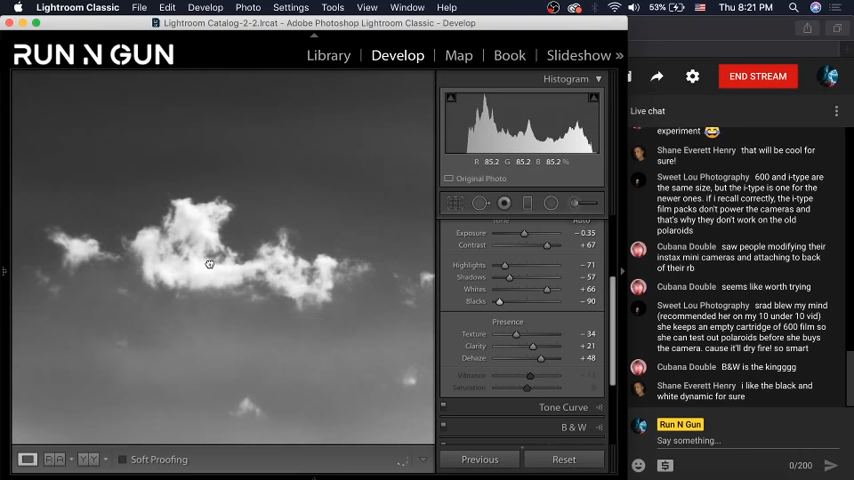 Lightroom Classic File Edit Develop Photo Settings Tools View Window Help 53% Thu 8:21 PM
Lightroom Catalog-2-2.lrcat - Adobe Photoshop Lightroom Classic - Develop
RUN N GUN
Library | Develop | Map | Book | Slideshow »
Histogram
R 85.2 G 85.2 B 85.2 %
Original Photo
Tone Auto
Exposure - 0.35
Contrast + 67
Highlights - 71
Shadows - 57
Whites + 66
Blacks - 90
Presence
Texture - 34
Clarity + 21
Dehaze + 48
Vibrance
Saturation
Tone Curve
B & W
Previous Reset
Soft Proofing
END STREAM
Live chat
experiment 😂
Shane Everett Henry that will be cool for
sure!
Sweet Lou Photography 600 and i-type are
the same size, but the i-type is one for the
newer ones. if i recall correctly, the i-type
film packs don't power the cameras and
that's why they don't work on the old
polaroids
Cubana Double saw people modifying their
instax mini cameras and attaching to back
of their rb
Cubana Double seems like worth trying
Sweet Lou Photography srad blew my mind
(recommended her on my 10 under 10 vid)
she keeps an empty cartridge of 600 film so
she can test out polaroids before she buys
the camera. cause it'll dry fire! so smart
Cubana Double B&W is the kingggg
Shane Everett Henry i like the black and
white dynamic for sure
Run N Gun
Say something...
0/200